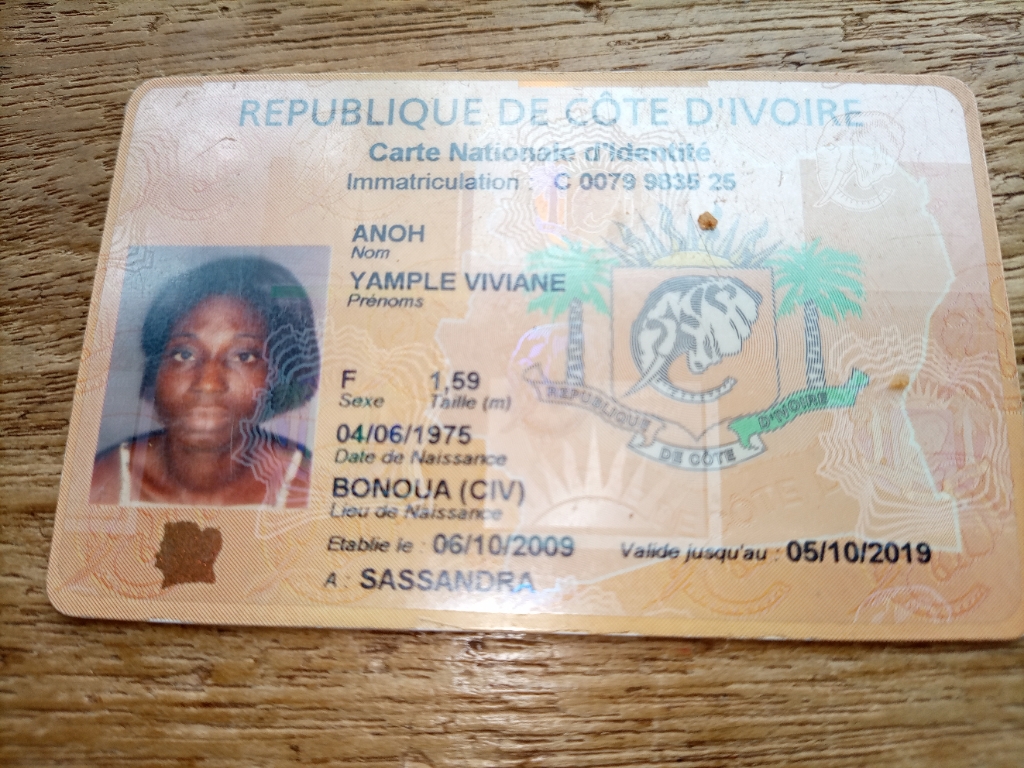 REPUBLIQUE DE CÔTE D'IVOIRE
Carte Nationale d'Identité
Immatriculation : C 0079 9835 25
ANOH
Nom
YAMPLE VIVIANE
Prénoms
F 1,59
Sexe Taille (m)
04/06/1975
Date de Naissance
BONOUA (CIV)
Lieu de Naissance
Etablie le : 06/10/2009 Valide jusqu'au : 05/10/2019
A : SASSANDRA
REPUBLIQUE DE CÔTE D'IVOIRE